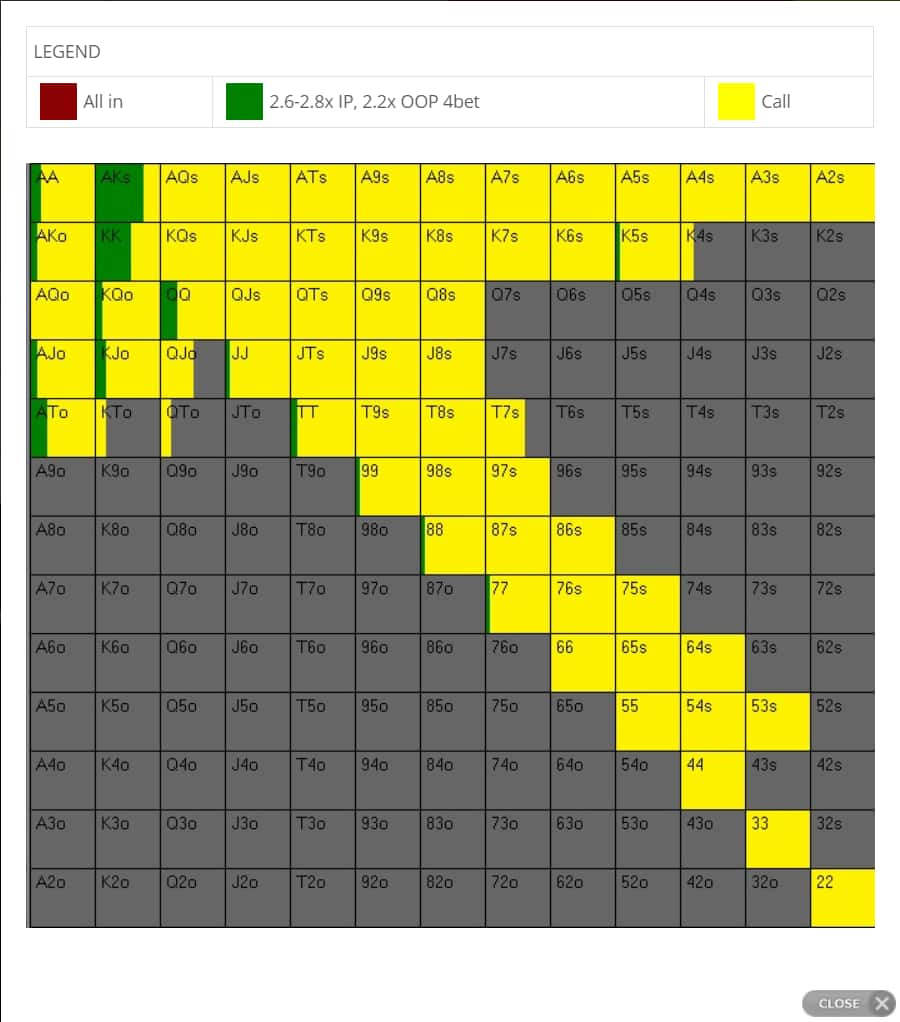 LEGEND
All in 2.6-2.8x IP, 2.2x OOP 4bet Call
AA AKs AQs AJs ATs A9s A8s A7s A6s A5s A4s A3s A2s
AKo KK KQs KJs KTs K9s K8s K7s K6s K5s K4s K3s K2s
AQo KQo QQ QJs QTs Q9s Q8s Q7s Q6s Q5s Q4s Q3s Q2s
AJo KJo QJo JJ JTs J9s J8s J7s J6s J5s J4s J3s J2s
ATo KTo QTo JTo TT T9s T8s T7s T6s T5s T4s T3s T2s
A9o K9o Q9o J9o T9o 99 98s 97s 96s 95s 94s 93s 92s
A8o K8o Q8o J8o T8o 98o 88 87s 86s 85s 84s 83s 82s
A7o K7o Q7o J7o T7o 97o 87o 77 76s 75s 74s 73s 72s
A6o K6o Q6o J6o T6o 96o 86o 76o 66 65s 64s 63s 62s
A5o K5o Q5o J5o T5o 95o 85o 75o 65o 55 54s 53s 52s
A4o K4o Q4o J4o T4o 94o 84o 74o 64o 54o 44 43s 42s
A3o K3o Q3o J3o T3o 93o 83o 73o 63o 53o 43o 33 32s
A2o K2o Q2o J2o T2o 92o 82o 72o 62o 52o 42o 32o 22
CLOSE